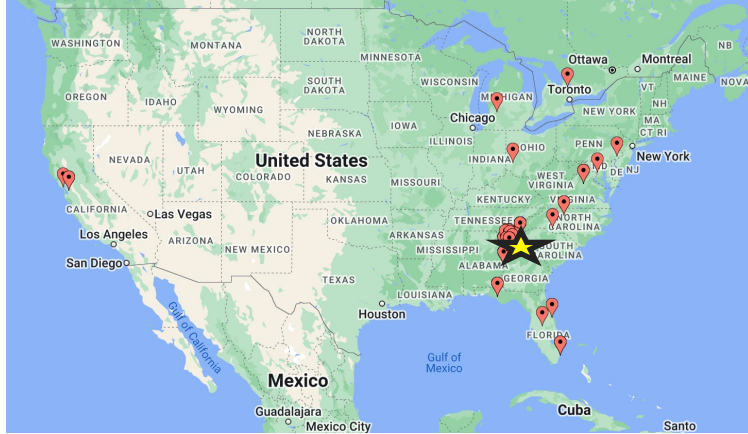 NORTH
DAKOTA
WASHINGTON
MONTANA
MINNESOTA
Ottawa
Montreal
NB
MAINE
NOVA
OREGON
IDAHO
SOUTH
DAKOTA
WISCONSIN
MICHIGAN
Toronto
VT
NH
WYOMING
NEW YORK
MA
CT RI
Chicago
IOWA
NEBRASKA
ILLINOIS
INDIANA
OHIO
PENN
New York
NEVADA
UTAH
COLORADO
United States
KANSAS
MISSOURI
WEST
VIRGINIA
DE
NJ
KENTUCKY
VIRGINIA
CALIFORNIA
Las Vegas
OKLAHOMA
TENNESSEE
NORTH
CAROLINA
Los Angeles
ARIZONA
NEW MEXICO
ARKANSAS
MISSISSIPPI
SOUTH
CAROLINA
San Diego
ALABAMA
GEORGIA
TEXAS
LOUISIANA
Houston
Gulf of California
FLORIDA
Gulf of
Mexico
Mexico
Cuba
Guadalajara
Mexico City
Santo